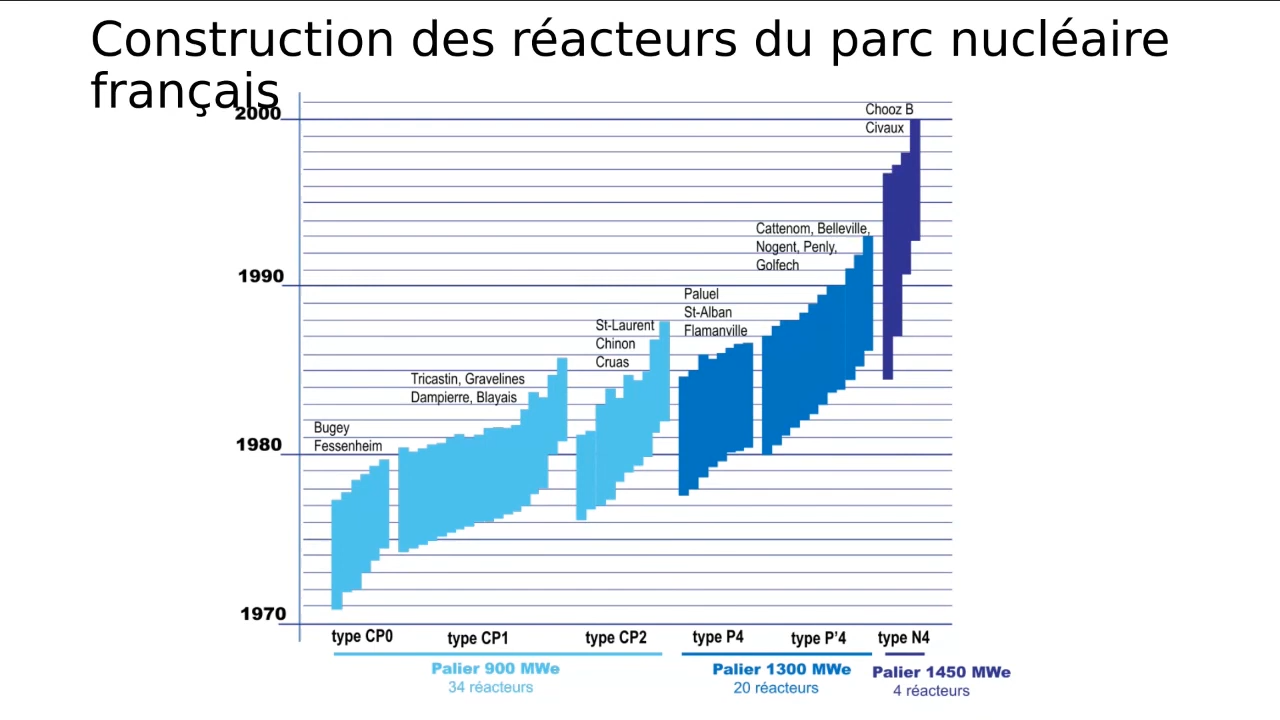 Construction des réacteurs du parc nucléaire
français
2000
Chooz B
Civaux
Cattenom, Belleville,
Nogent, Penly,
Golfech
1990
Paluel
St-Alban
Flamanville
St-Laurent
Chinon
Cruas
Tricastin, Gravelines
Dampierre, Blayais
Bugey
Fessenheim
1980
1970
type CP0 type CP1 type CP2 type P4 type P'4 type N4
Palier 900 MWe Palier 1300 MWe Palier 1450 MWe
34 réacteurs 20 réacteurs 4 réacteurs